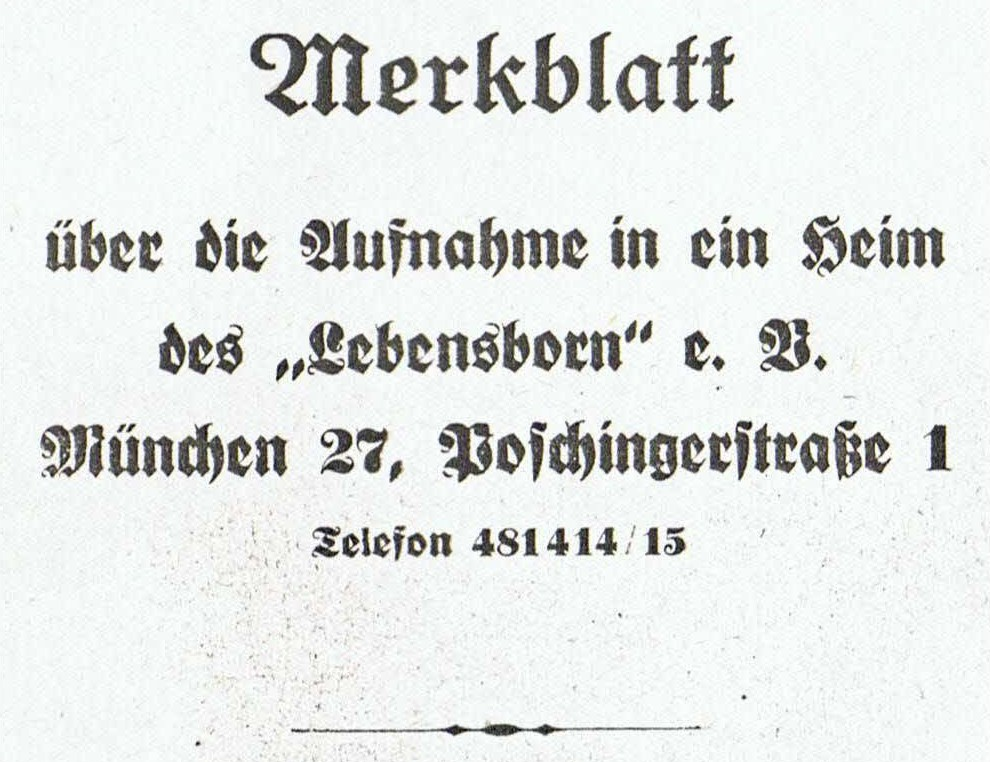 Merkblatt
über die Aufnahme in ein Heim
des „Lebensborn“ e. V.
München 27, Poschingerstraße 1
Telefon 481414/15